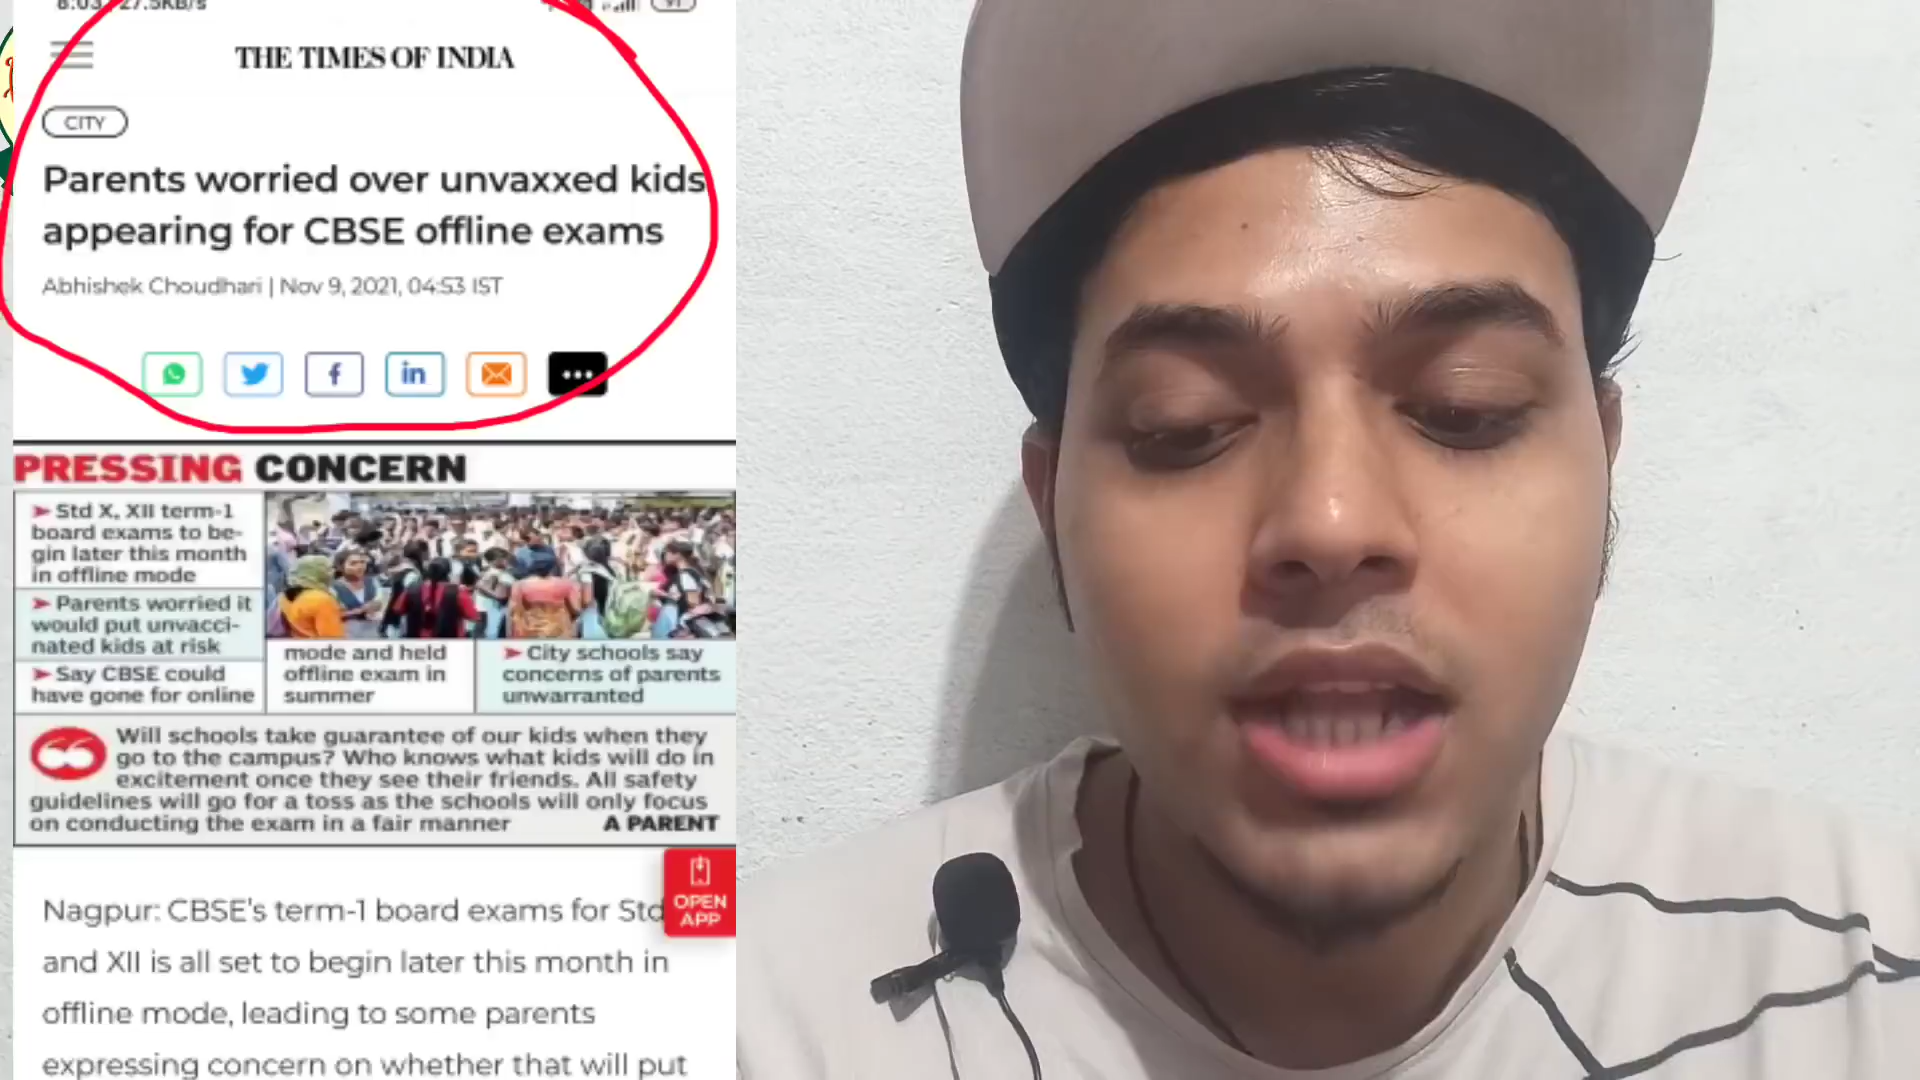 8:03 27.5KB/s
THE TIMES OF INDIA
CITY
Parents worried over unvaxxed kids
appearing for CBSE offline exams
Abhishek Choudhari | Nov 9, 2021, 04:53 IST
PRESSING CONCERN
Std X, XII term-1
board exams to be-
gin later this month
in offline mode
Parents worried it
would put unvacci-
nated kids at risk
Say CBSE could
have gone for online
mode and held
offline exam in
summer
City schools say
concerns of parents
unwarranted
Will schools take guarantee of our kids when they
go to the campus? Who knows what kids will do in
excitement once they see their friends. All safety
guidelines will go for a toss as the schools will only focus
on conducting the exam in a fair manner A PARENT
OPEN
APP
Nagpur: CBSE's term-1 board exams for Std
and XII is all set to begin later this month in
offline mode, leading to some parents
expressing concern on whether that will put